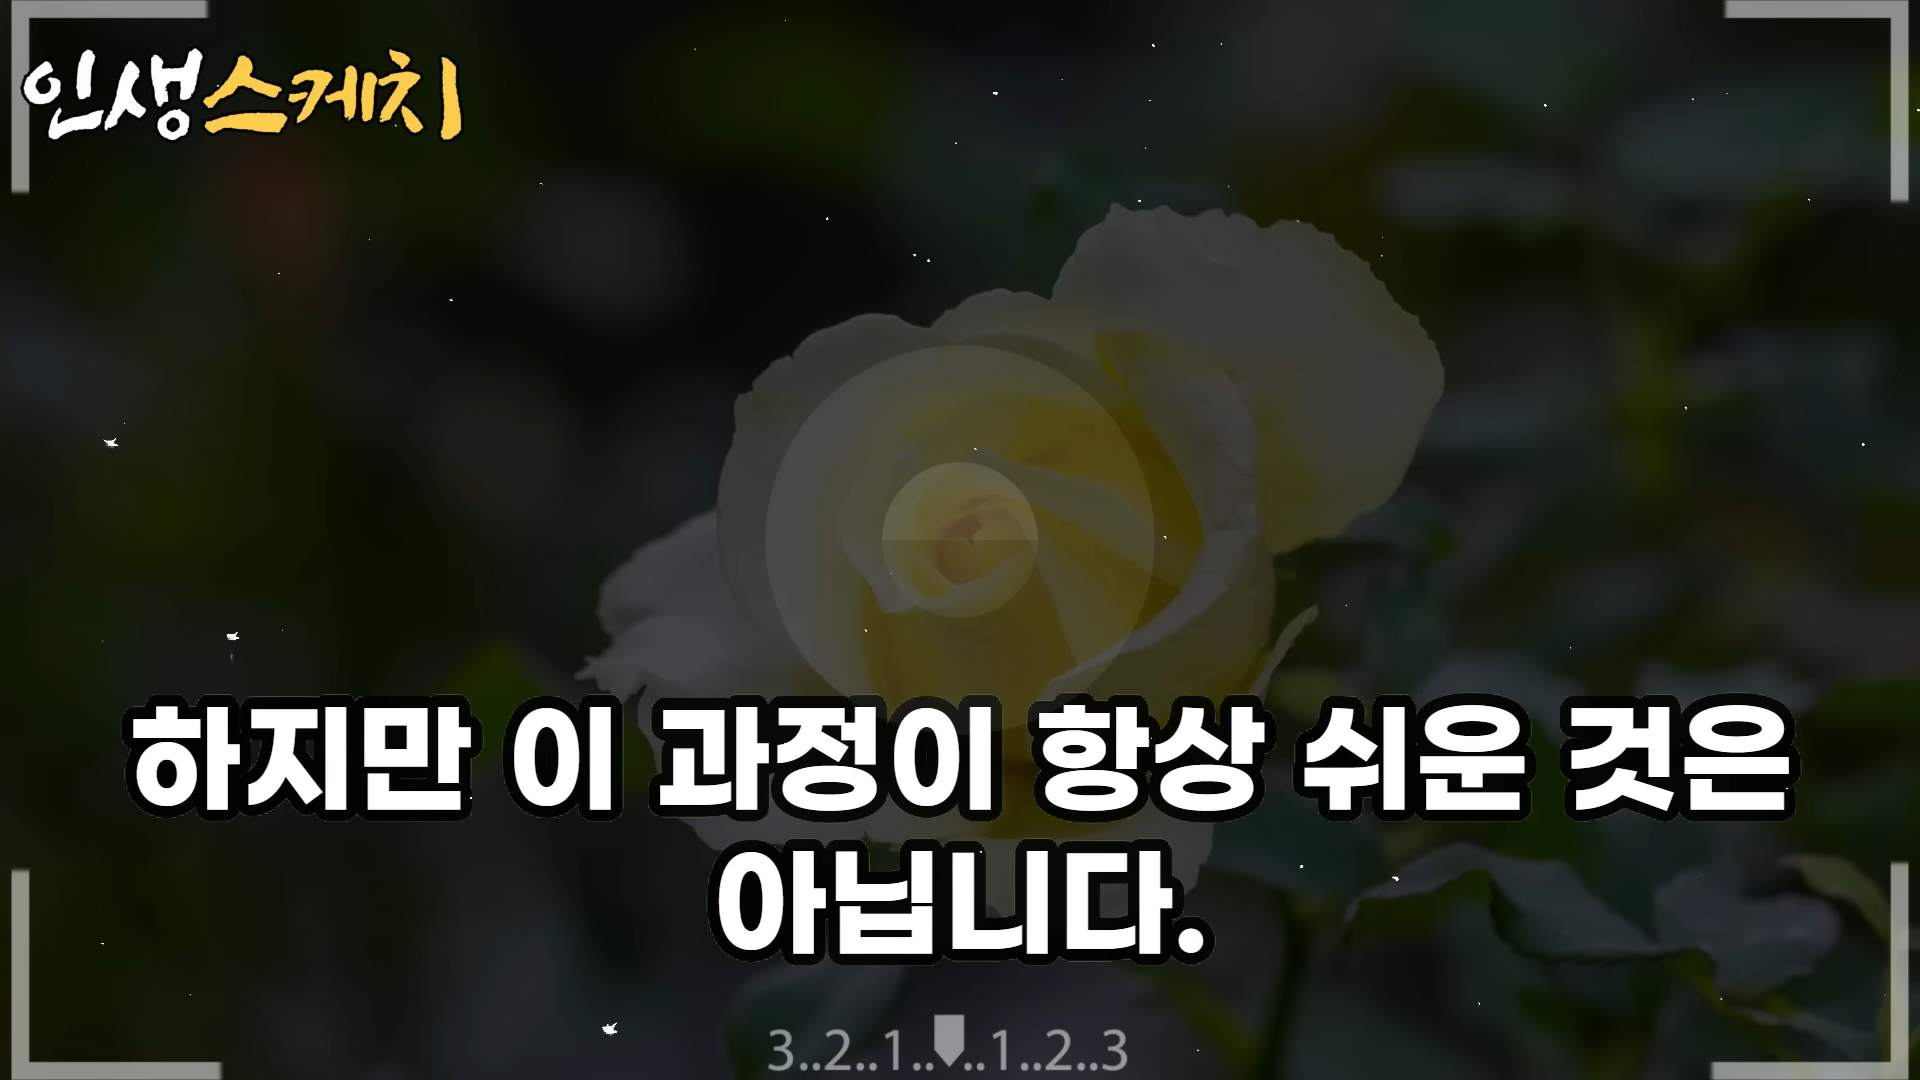 인생스케치
하지만 이 과정이 항상 쉬운 것은
아닙니다.
3..2..1....1..2..3